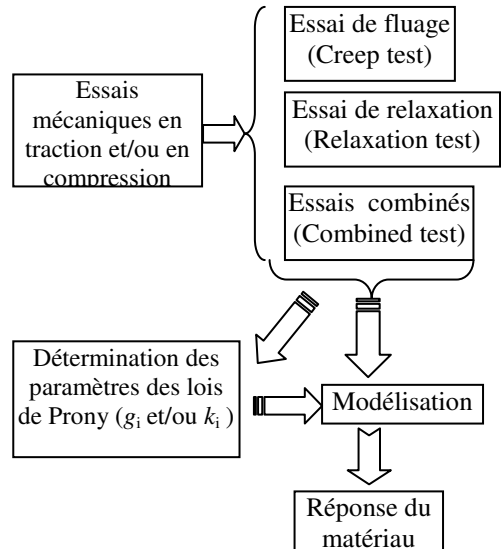 Essai de fluage
(Creep test)
Essais
mécaniques en
traction et/ou en
compression
Essai de relaxation
(Relaxation test)
Essais combinés
(Combined test)
Détermination des
paramètres des lois
de Prony (gi et/ou ki )
Modélisation
Réponse du
matériau